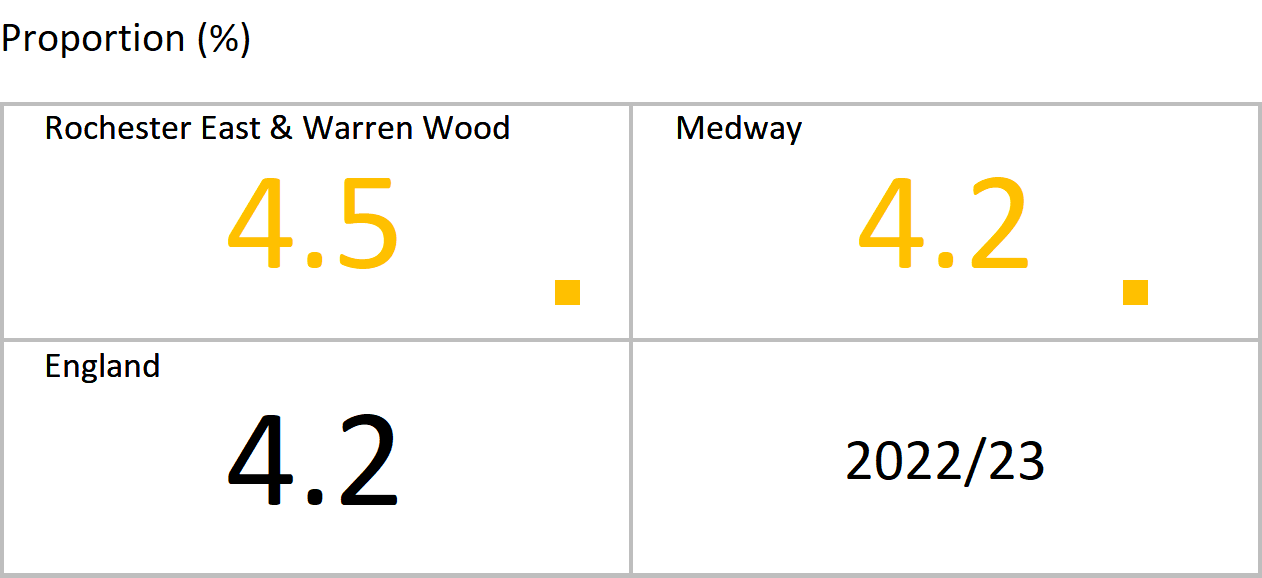 Proportion (%)
Rochester East & Warren Wood
4.5
Medway
4.2
England
4.2
2022/23